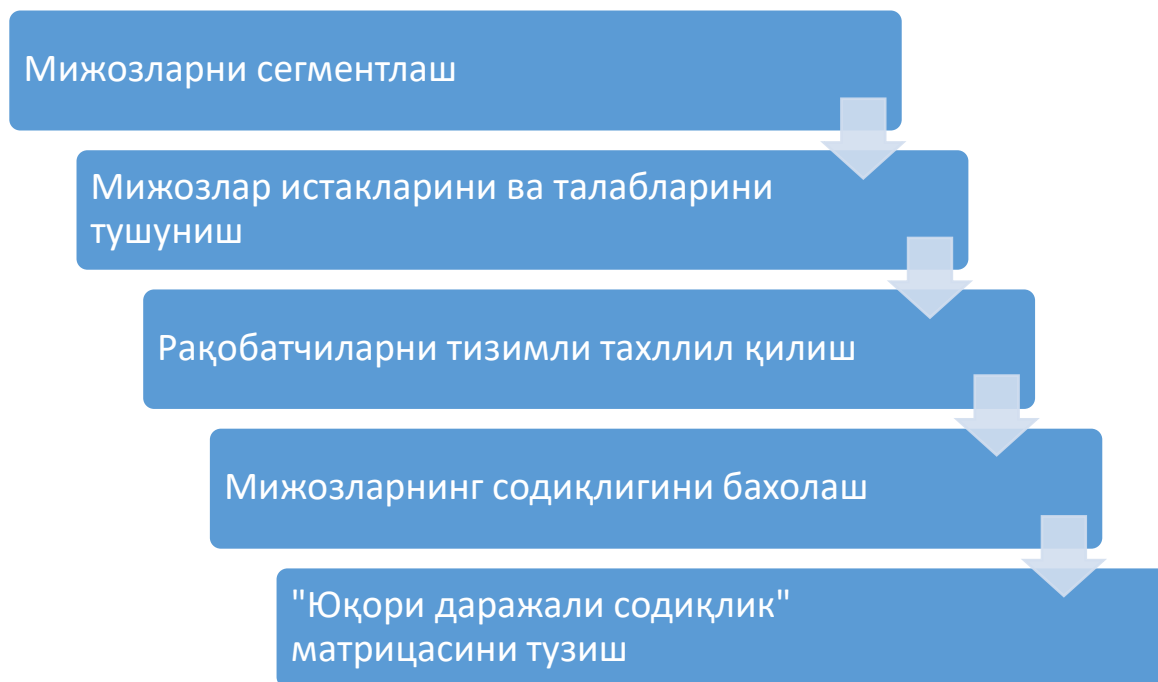 Мижозларни сегментлаш
Мижозлар истакларини ва талабларини
тушуниш
Рақобатчиларни тизимли тахллил қилиш
Мижозларнинг содиқлигини бахолаш
"Юқори даражали содиқлик"
матрицасини тузиш